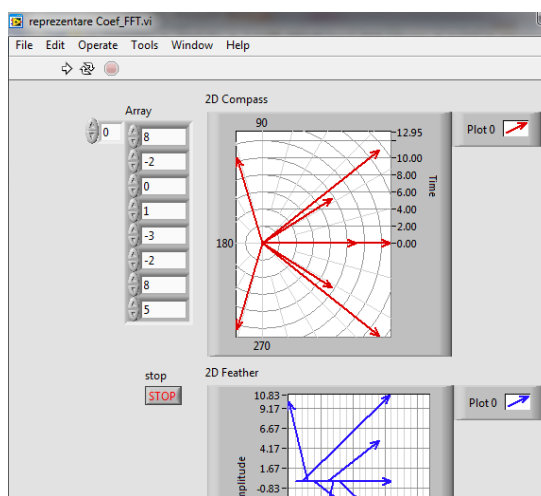 reprezentare Coef_FFT.vi
File Edit Operate Tools Window Help
Array
0
8
-2
0
1
-3
-2
8
5
stop
STOP
2D Compass
90
180
270
12.95
10.00
8.00
6.00
4.00
2.00
0.00
Time
Plot 0
2D Feather
10.83
9.17
6.67
4.17
1.67
-0.83
Plot 0